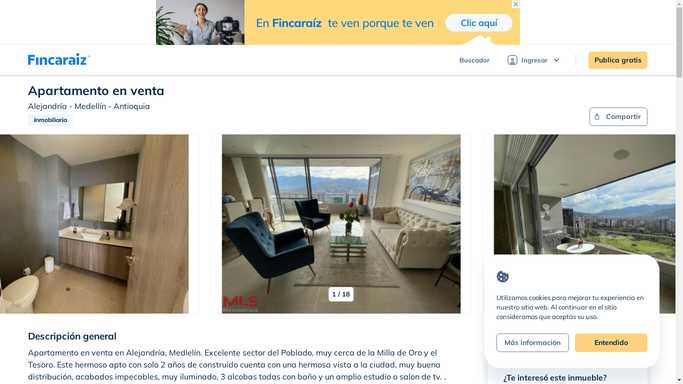 En Fincaraíz te ven porque te ven
Clic aquí
Fincaraíz
Buscador
Ingresar
Publica gratis
Apartamento en venta
Alejandría - Medellín - Antioquia
Inmobiliaria
Compartir
MLS
1 / 18
Utilizamos cookies para mejorar tu experiencia en
nuestro sitio web. Al continuar en el sitio
consideramos que aceptas su uso.
Más información
Entendido
Descripción general
Apartamento en venta en Alejandría, Medellín. Excelente sector del Poblado, muy cerca de la Milla de Oro y el
Tesoro. Este hermoso apto con solo 2 años de construido cuenta con una hermosa vista a la ciudad, muy buena
distribución, acabados impecables, muy iluminado, 3 alcobas todas con baño y un amplio estudio o salon de tv. .
¿Te interesó este inmueble?